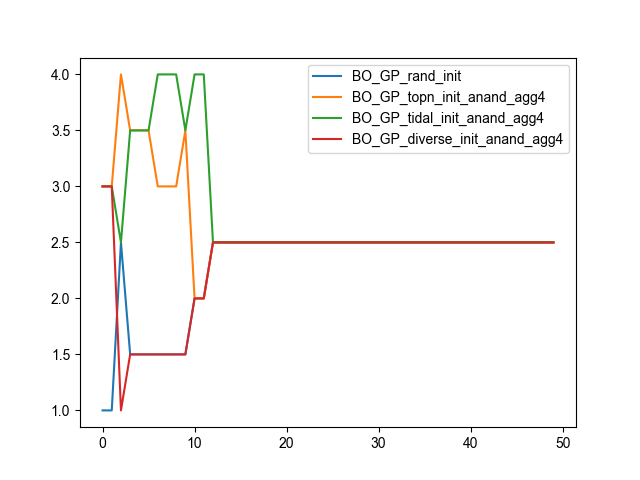 4.0
3.5
3.0
2.5
2.0
1.5
1.0
0 10 20 30 40 50
BO_GP_rand_init
BO_GP_topn_init_anand_agg4
BO_GP_tidal_init_anand_agg4
BO_GP_diverse_init_anand_agg4